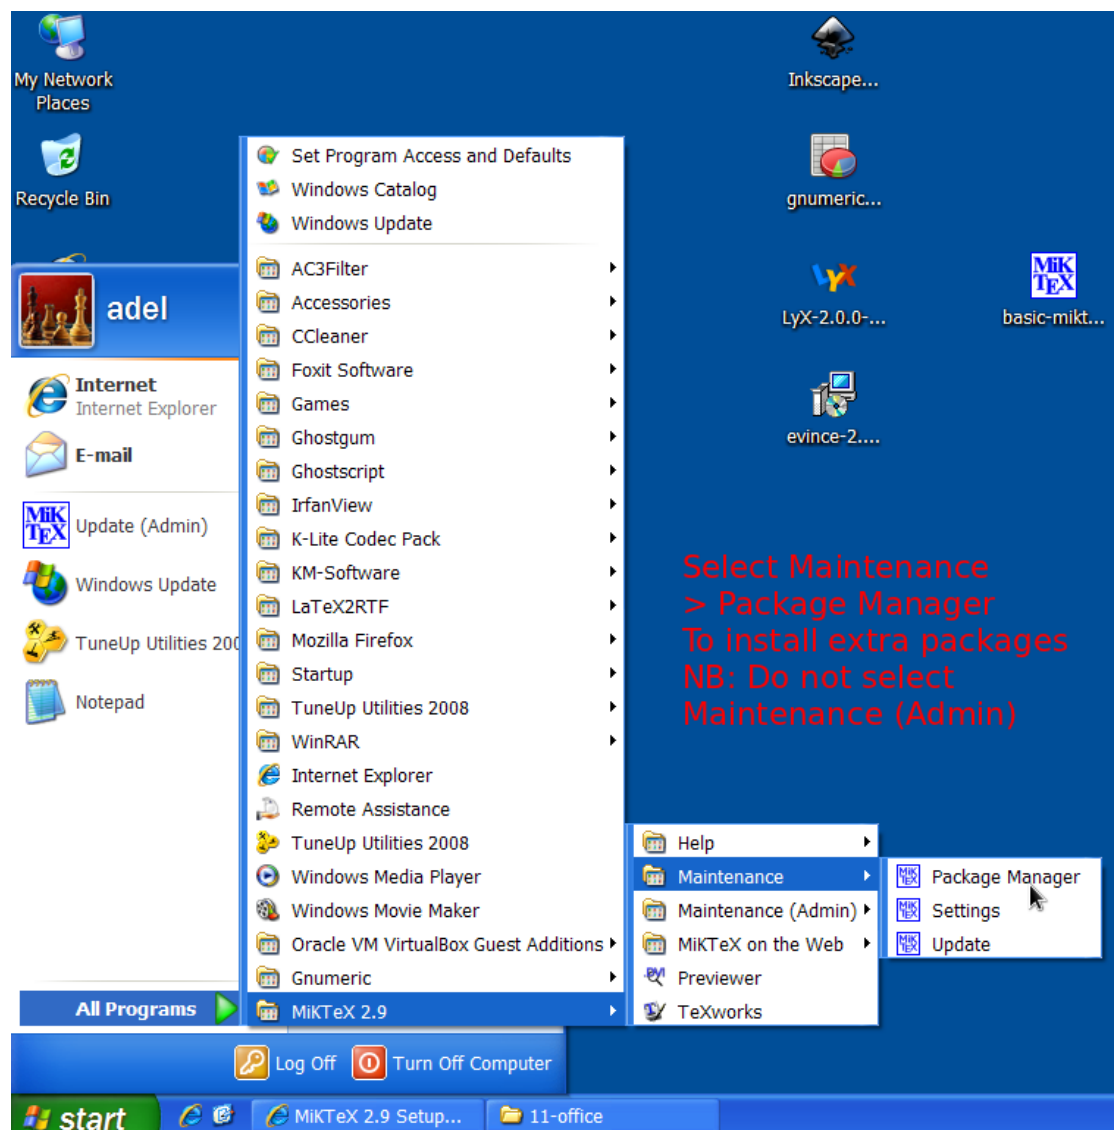 My Network
Places
Recycle Bin
Inkscape...
gnumeric...
LyX-2.0.0-...
MiK
TEX
basic-mikt...
evince-2....
adel
Internet
Internet Explorer
E-mail
MiK
TEX
Update (Admin)
Windows Update
TuneUp Utilities 200
Notepad
All Programs
Log Off
Turn Off Computer
Set Program Access and Defaults
Windows Catalog
Windows Update
AC3Filter
Accessories
CCleaner
Foxit Software
Games
Ghostgum
Ghostscript
IrfanView
K-Lite Codec Pack
KM-Software
LaTeX2RTF
Mozilla Firefox
Startup
TuneUp Utilities 2008
WinRAR
Internet Explorer
Remote Assistance
TuneUp Utilities 2008
Windows Media Player
Windows Movie Maker
Oracle VM VirtualBox Guest Additions
Gnumeric
MiKTeX 2.9
Select Maintenance
> Package Manager
To install extra packages
NB: Do not select
Maintenance (Admin)
Help
Maintenance
Maintenance (Admin)
MiKTeX on the Web
Previewer
TeXworks
Package Manager
Settings
Update
start
MiKTeX 2.9 Setup...
11-office